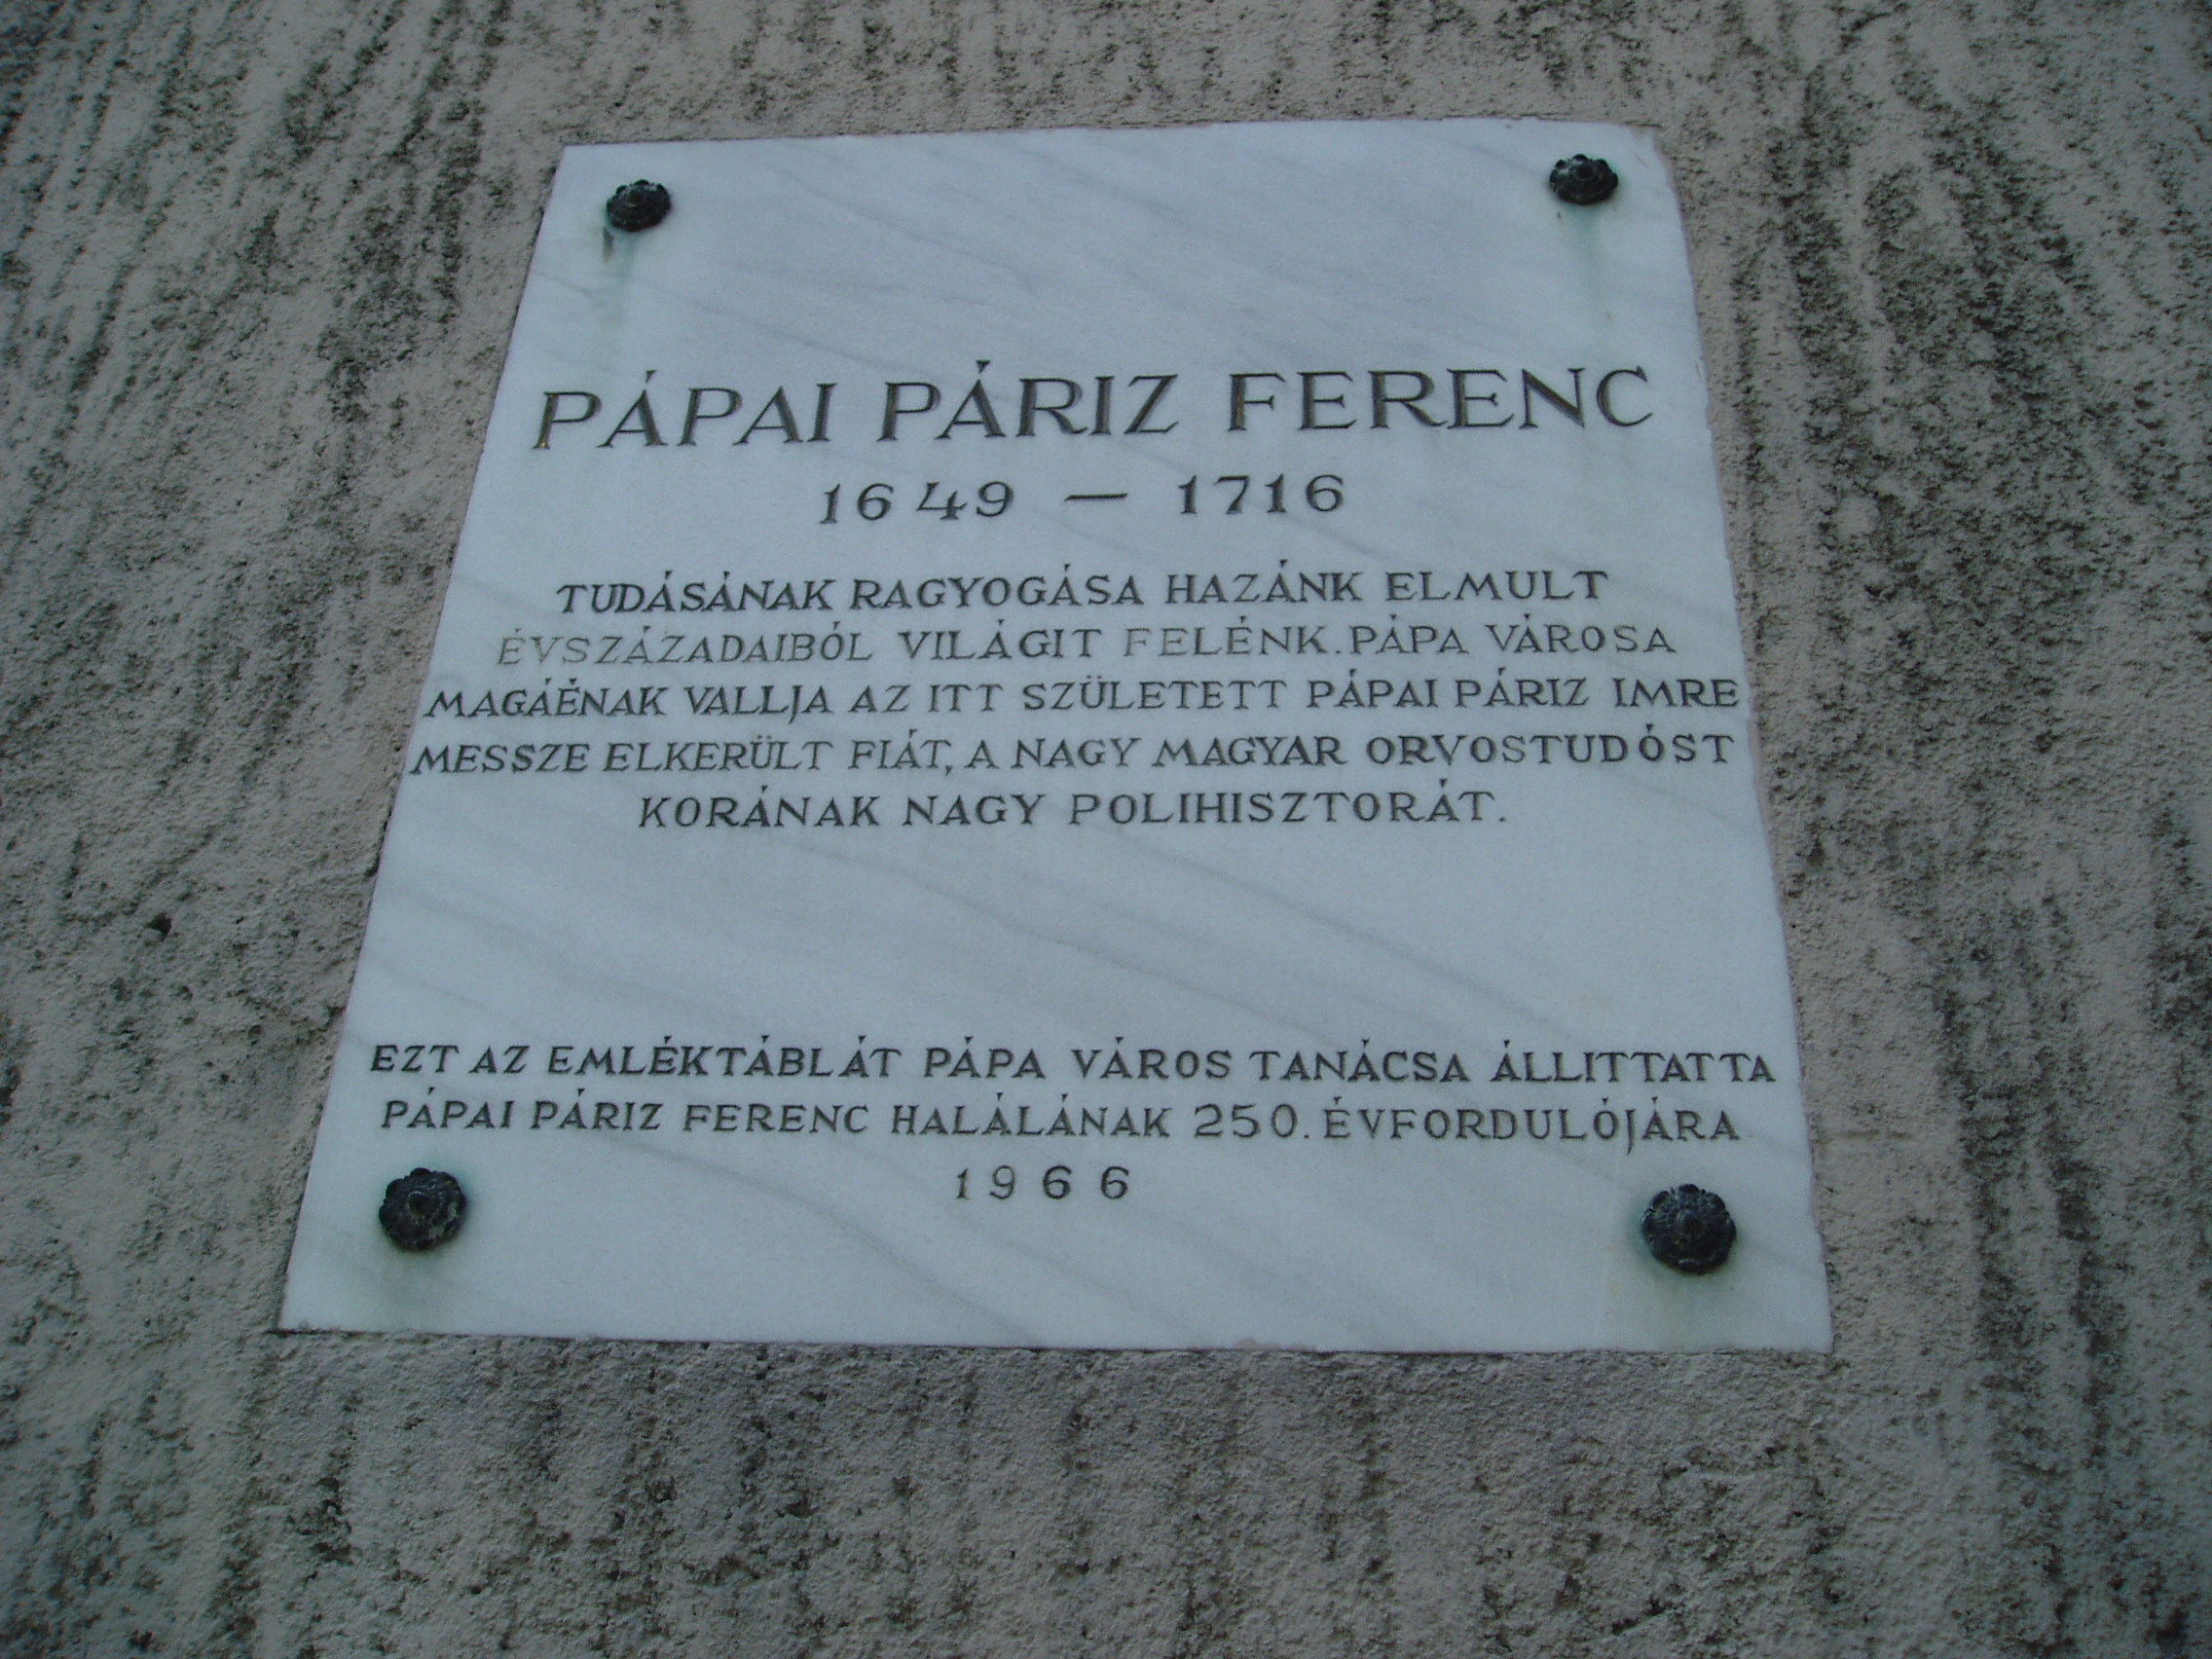 PÁPAI PÁRIZ FERENC
1649 — 1716
TUDÁSÁNAK RAGYOGÁSA HAZÁNK ELMULT
ÉVSZÁZADAIBÓL VILÁGIT FELÉNK. PÁPA VÁROSA
MAGÁÉNAK VALLJA AZ ITT SZÜLETETT PÁPAI PÁRIZ IMRE
MESSZE ELKERÜLT FIÁT, A NAGY MAGYAR ORVOSTUDÓST
KORÁNAK NAGY POLIHISZTORÁT.
EZT AZ EMLÉKTÁBLÁT PÁPA VÁROS TANÁCSA ÁLLITTATTA
PÁPAI PÁRIZ FERENC HALÁLÁNAK 250. ÉVFORDULÓJÁRA
1966